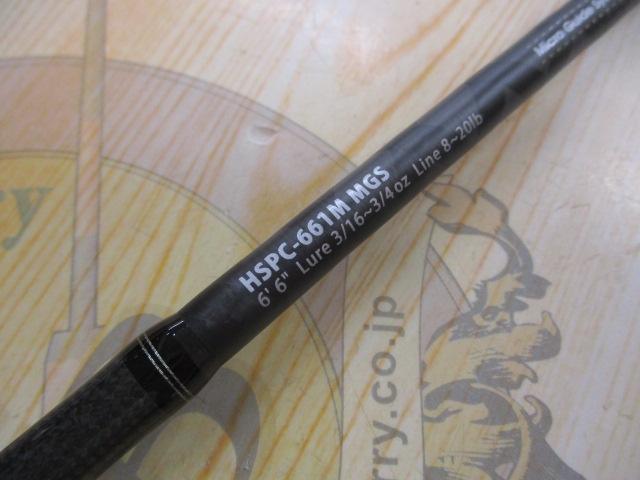 HSPC-661M MGS
6' 6" Lure 3/16~3/4oz Line 8~20lb
Micro Guide Sy
rry
rry.co.jp